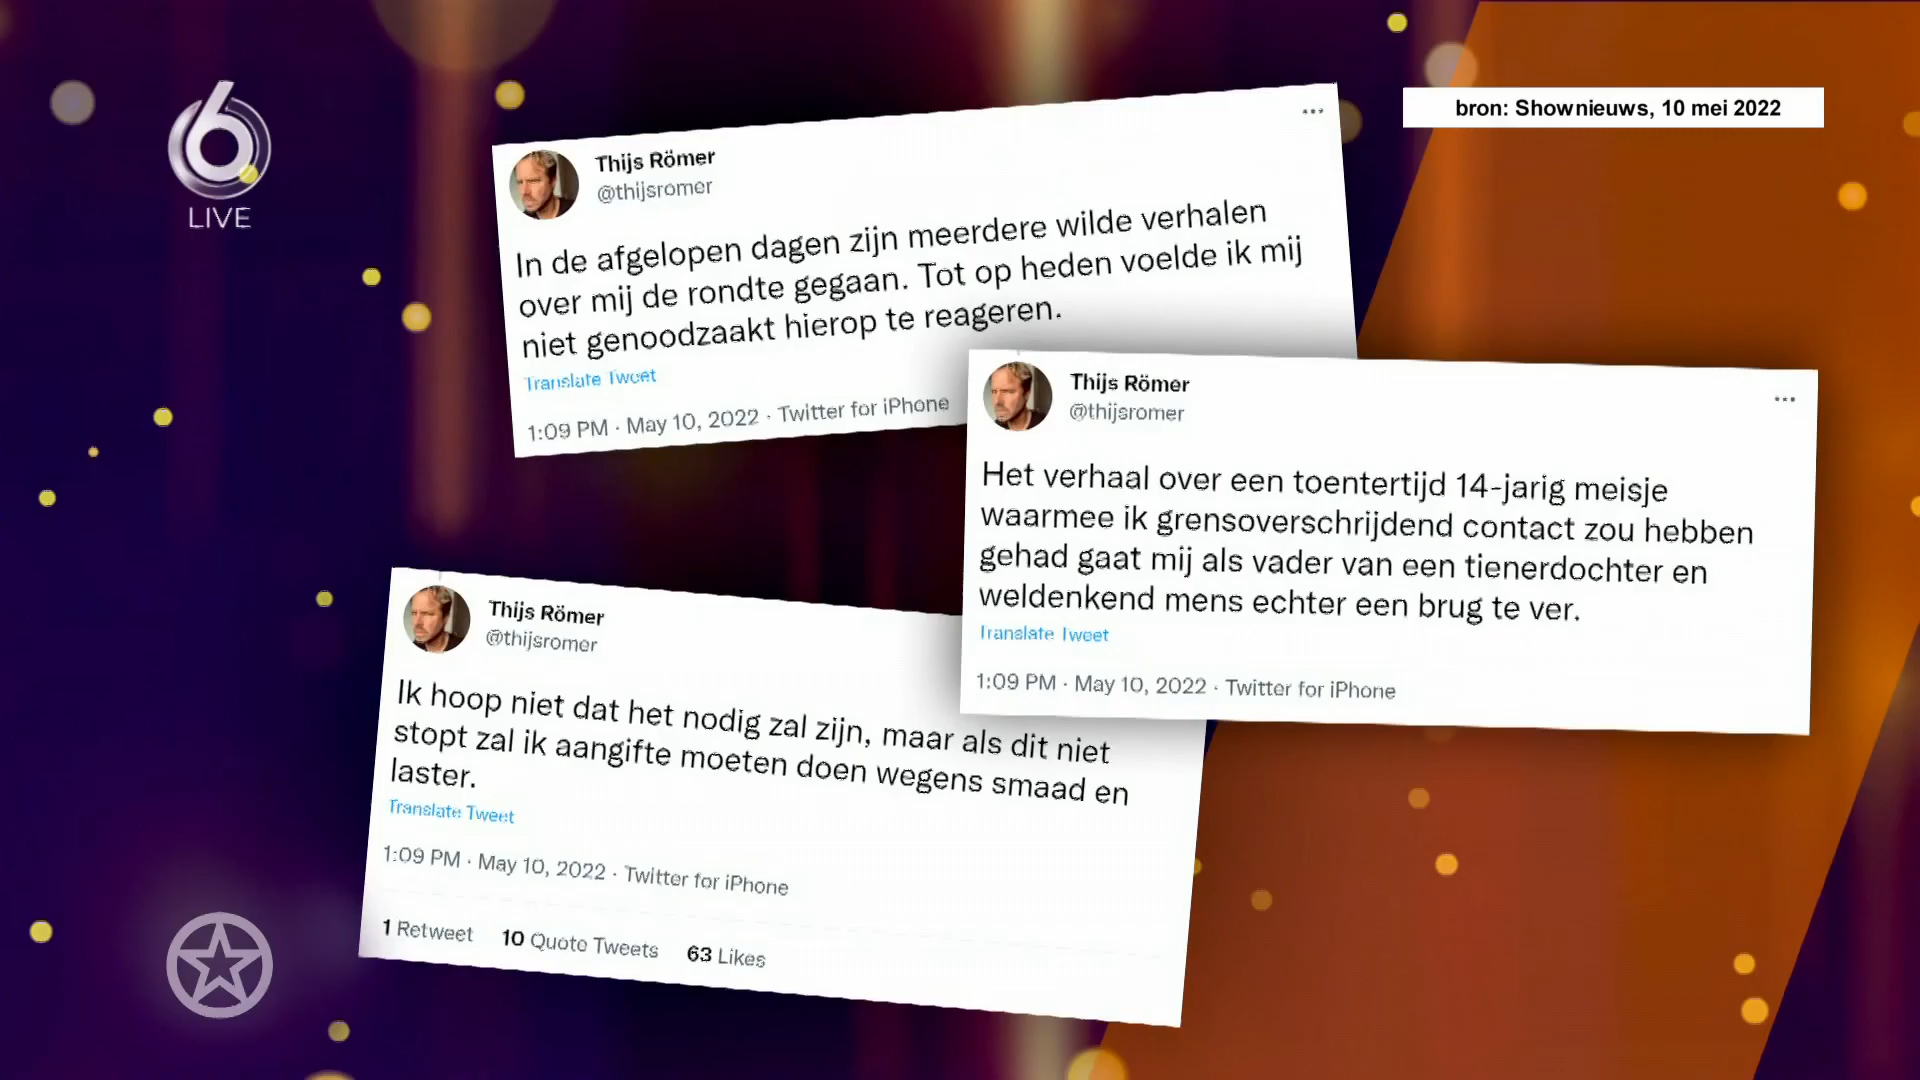 6
LIVE
bron: Shownieuws, 10 mei 2022
Thijs Römer
@thijsromer
In de afgelopen dagen zijn meerdere wilde verhalen
over mij de rondte gegaan. Tot op heden voelde ik mij
niet genoodzaakt hierop te reageren.
Translate Tweet
1:09 PM · May 10, 2022 · Twitter for iPhone
Thijs Römer
@thijsromer
Het verhaal over een toentertijd 14-jarig meisje
waarmee ik grensoverschrijdend contact zou hebben
gehad gaat mij als vader van een tienerdochter en
weldenkend mens echter een brug te ver.
Translate Tweet
1:09 PM · May 10, 2022 · Twitter for iPhone
Thijs Römer
@thijsromer
Ik hoop niet dat het nodig zal zijn, maar als dit niet
stopt zal ik aangifte moeten doen wegens smaad en
laster.
Translate Tweet
1:09 PM · May 10, 2022 · Twitter for iPhone
1 Retweet 10 Quote Tweets 63 Likes